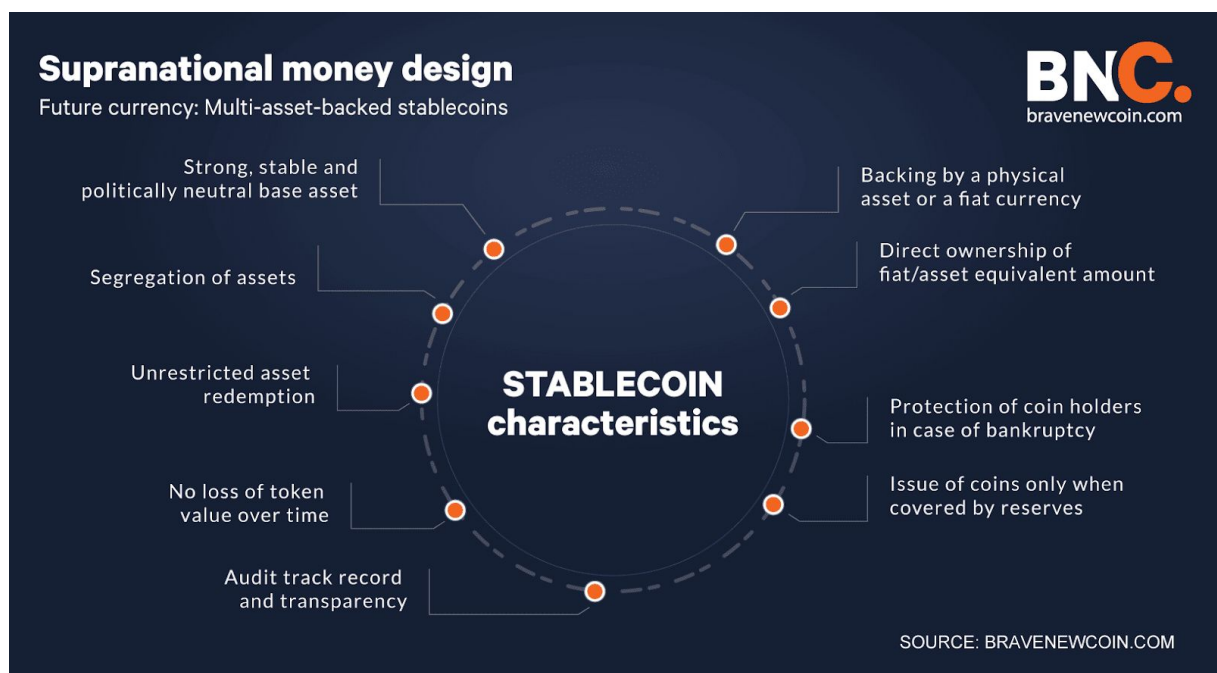 Supranational money design
Future currency: Multi-asset-backed stablecoins
BNC.
bravenewcoin.com
Strong, stable and
politically neutral base asset
Segregation of assets
Unrestricted asset
redemption
No loss of token
value over time
Audit track record
and transparency
STABLECOIN
characteristics
Backing by a physical
asset or a fiat currency
Direct ownership of
fiat/asset equivalent amount
Protection of coin holders
in case of bankruptcy
Issue of coins only when
covered by reserves
SOURCE: BRAVENEWCOIN.COM